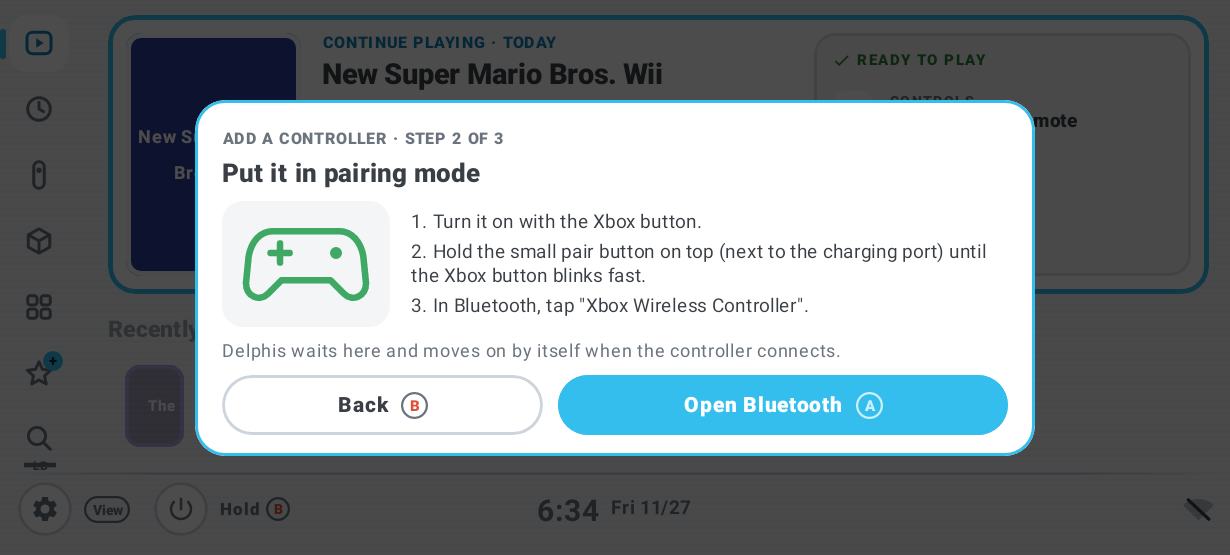 CONTINUE PLAYING · TODAY
New Super Mario Bros. Wii
READY TO PLAY
CONTROLS
ADD A CONTROLLER · STEP 2 OF 3
Put it in pairing mode
1. Turn it on with the Xbox button.
2. Hold the small pair button on top (next to the charging port) until
the Xbox button blinks fast.
3. In Bluetooth, tap "Xbox Wireless Controller".
Delphis waits here and moves on by itself when the controller connects.
Back B
Open Bluetooth A
New
Recently
The
View
Hold B
6:34 Fri 11/27